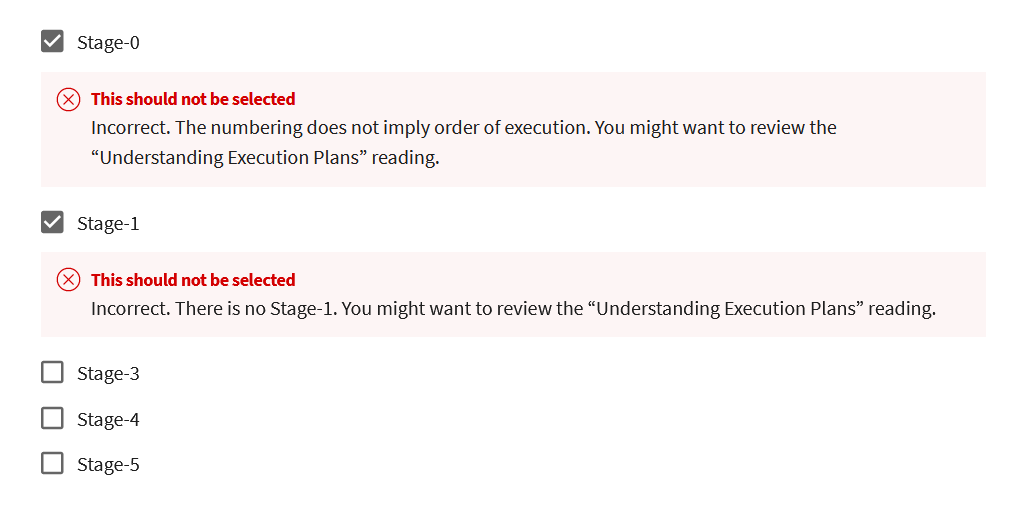 Stage-0
This should not be selected
Incorrect. The numbering does not imply order of execution. You might want to review the
“Understanding Execution Plans” reading.
Stage-1
This should not be selected
Incorrect. There is no Stage-1. You might want to review the “Understanding Execution Plans” reading.
Stage-3
Stage-4
Stage-5